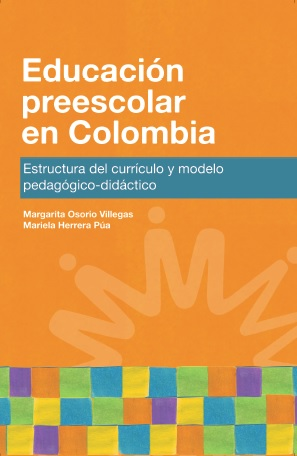 Educación
preescolar
en Colombia
Estructura del currículo y modelo
pedagógico-didáctico
Margarita Osorio Villegas
Mariela Herrera Púa